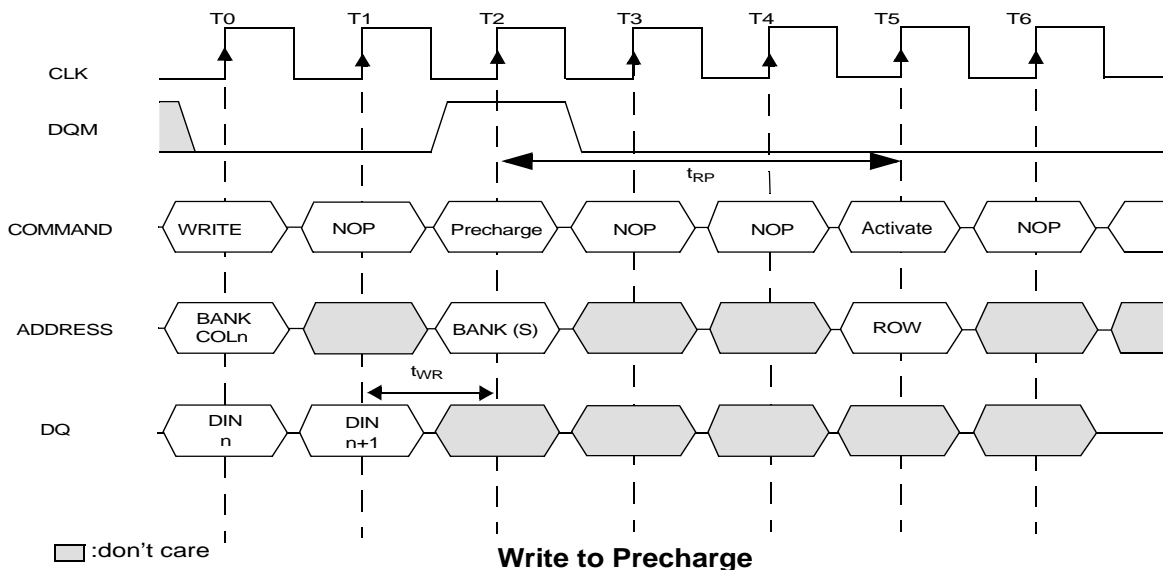 T0 T1 T2 T3 T4 T5 T6
CLK
DQM
tRP
COMMAND WRITE NOP Precharge NOP NOP Activate NOP
ADDRESS BANK COLn BANK (S) ROW
tWR
DQ DIN n DIN n+1
:don't care
Write to Precharge